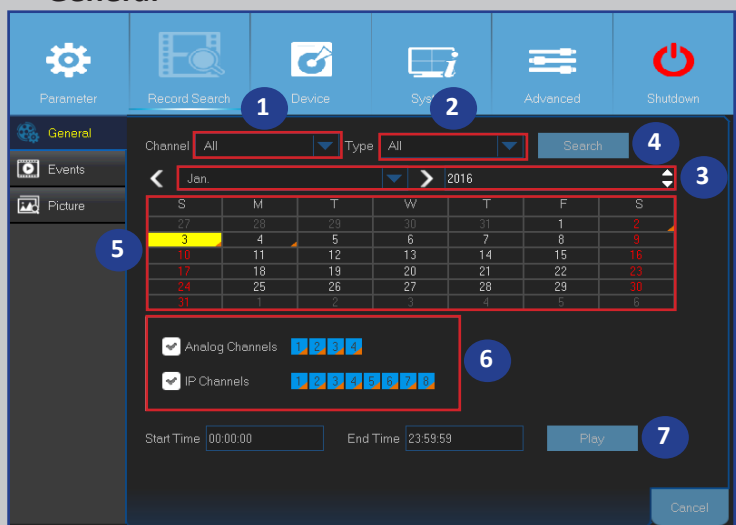 General
Parameter Record Search Device System Advanced Shutdown
1 2
General
Events
Picture
Channel All Type All Search 4
Jan. 2016 3
S M T W T F S
27 28 29 30 31 1 2
3 4 5 6 7 8 9
5
10 11 12 13 14 15 16
17 18 19 20 21 22 23
24 25 26 27 28 29 30
31 1 2 3 4 5 6
Analog Channels 1 2 3 4
6
IP Channels 1 2 3 4 5 6 7 8
Start Time 00:00:00 End Time 23:59:59 Play 7
Cancel